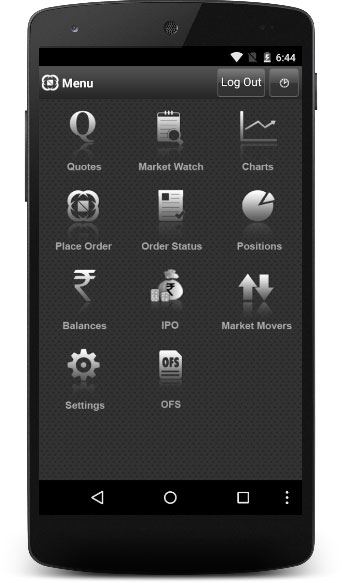 6:44
Menu
Log Out
Q
Quotes
Market Watch
Charts
Place Order
Order Status
Positions
₹
₹
Balances
IPO
Market Movers
OFS
Settings
OFS